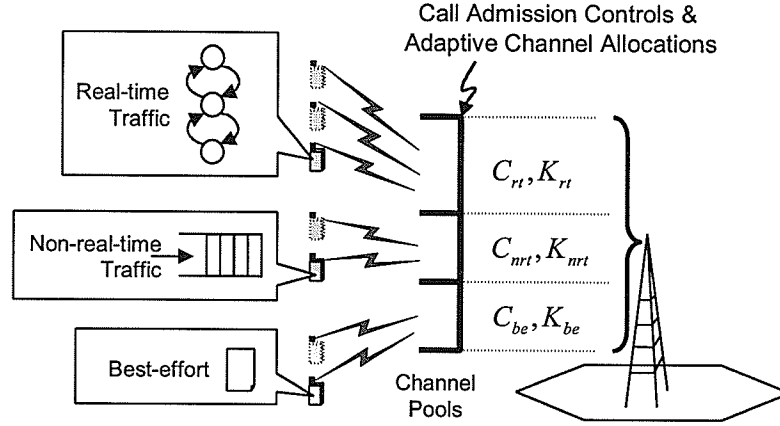 Call Admission Controls &
Adaptive Channel Allocations
Real-time
Traffic
C_{rt}, K_{rt}
Non-real-time
Traffic
C_{nrt}, K_{nrt}
Best-effort
C_{be}, K_{be}
Channel
Pools